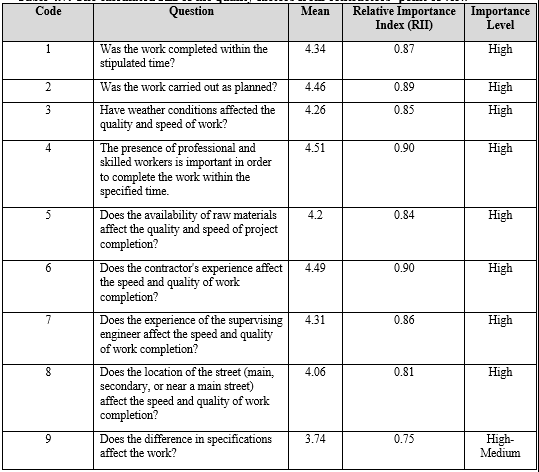 Code Question Mean Relative Importance Importance
Index (RII) Level
1 Was the work completed within the 4.34 0.87 High
stipulated time?
2 Was the work carried out as planned? 4.46 0.89 High
3 Have weather conditions affected the 4.26 0.85 High
quality and speed of work?
4 The presence of professional and 4.51 0.90 High
skilled workers is important in order
to complete the work within the
specified time.
5 Does the availability of raw materials 4.2 0.84 High
affect the quality and speed of project
completion?
6 Does the contractor's experience affect 4.49 0.90 High
the speed and quality of work
completion?
7 Does the experience of the supervising 4.31 0.86 High
engineer affect the speed and quality
of work completion?
8 Does the location of the street (main, 4.06 0.81 High
secondary, or near a main street)
affect the speed and quality of work
completion?
9 Does the difference in specifications 3.74 0.75 High-
affect the work? Medium